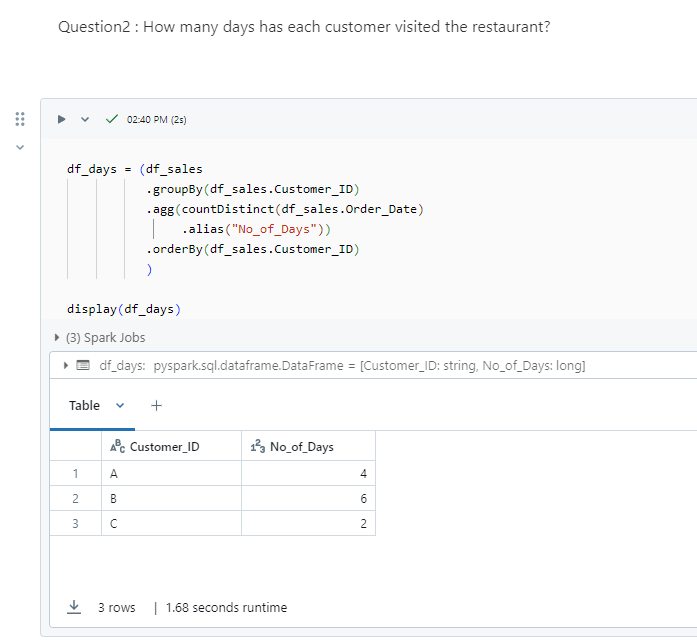 Question2 : How many days has each customer visited the restaurant?
02:40 PM (2s)
df_days = (df_sales
.groupBy(df_sales.Customer_ID)
.agg(countDistinct(df_sales.Order_Date)
.alias("No_of_Days"))
.orderBy(df_sales.Customer_ID)
)
display(df_days)
(3) Spark Jobs
df_days: pyspark.sql.dataframe.DataFrame = [Customer_ID: string, No_of_Days: long]
Table +
ABC Customer_ID 123 No_of_Days
1 A 4
2 B 6
3 C 2
3 rows | 1.68 seconds runtime